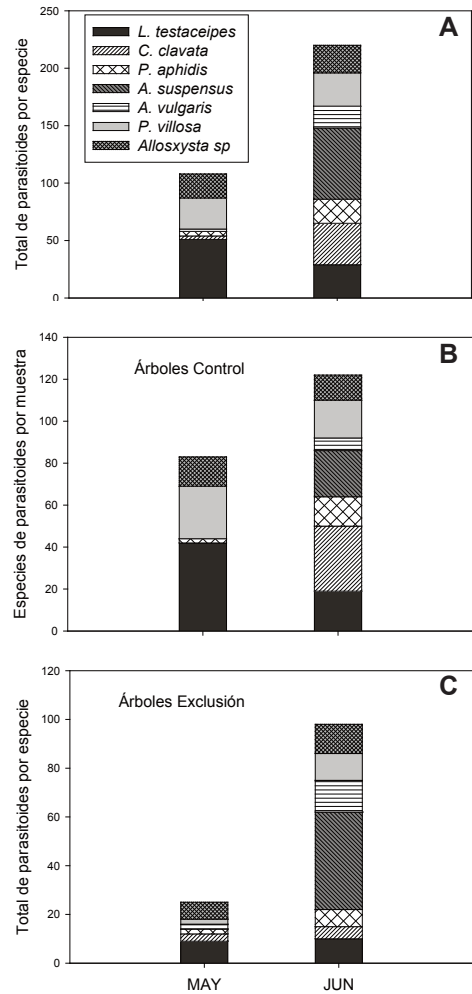 250
200
150
100
50
0
Total de parasitoides por especie
A
L. testaceipes
C. clavata
P. aphidis
A. suspensus
A. vulgaris
P. villosa
Allosxysta sp
140
120
100
80
60
40
20
0
Especies de parasitoides por muestra
Árboles Control
B
120
100
80
60
40
20
0
Total de parasitoides por especie
Árboles Exclusión
C
MAY JUN